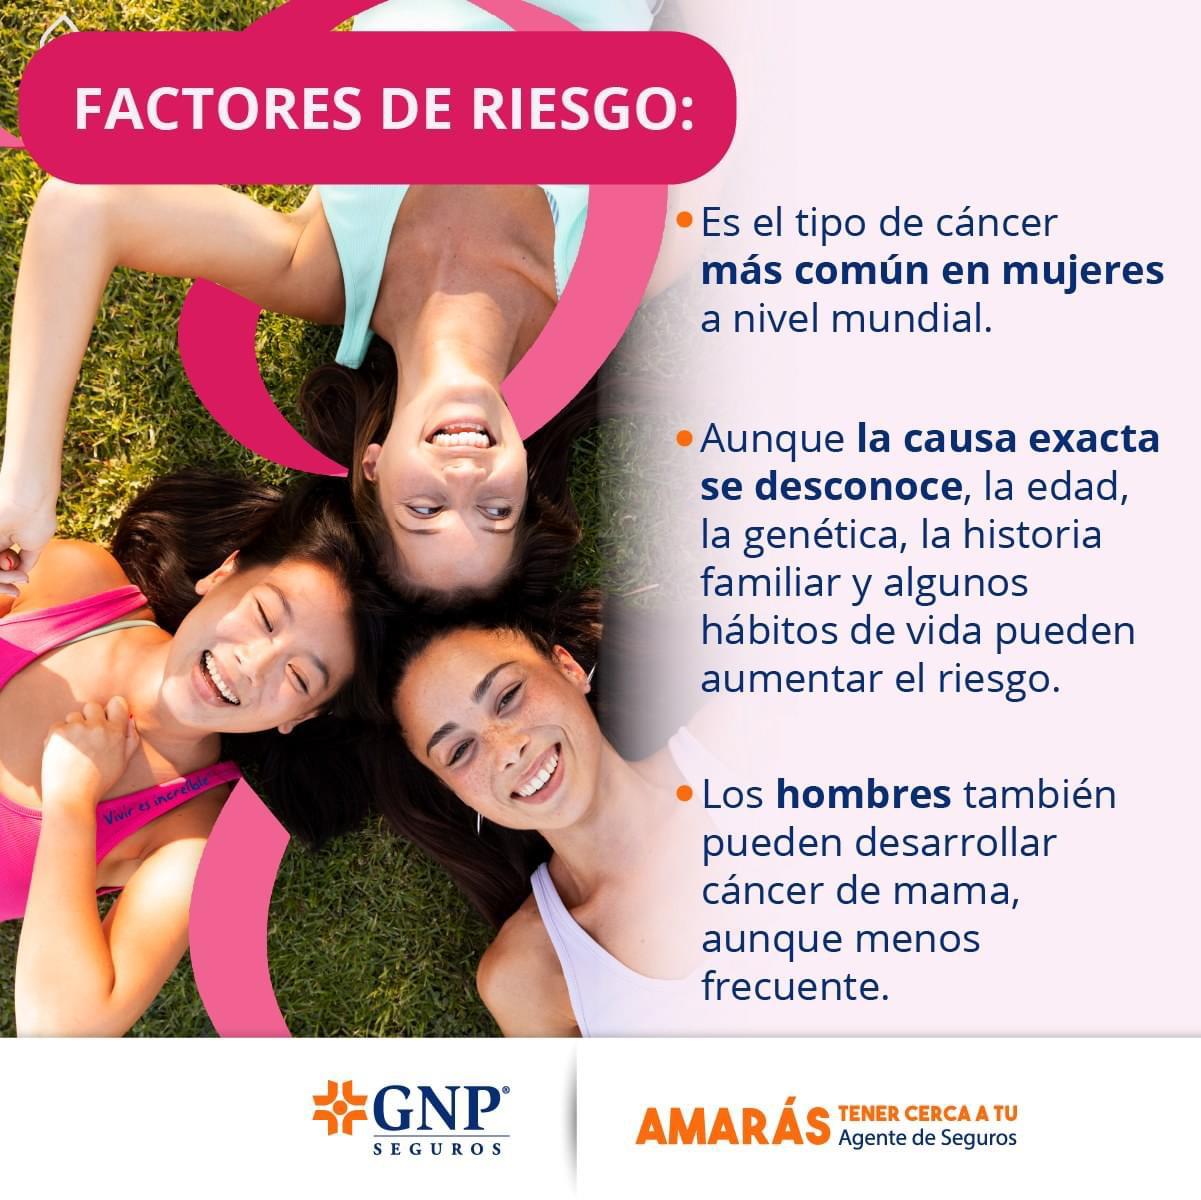 FACTORES DE RIESGO:
• Es el tipo de cáncer
más común en mujeres
a nivel mundial.
• Aunque la causa exacta
se desconoce, la edad,
la genética, la historia
familiar y algunos
hábitos de vida pueden
aumentar el riesgo.
• Los hombres también
pueden desarrollar
cáncer de mama,
aunque menos
frecuente.
Vivir es increíble
GNP®
SEGUROS
AMARÁS TENER CERCA A TU
Agente de Seguros